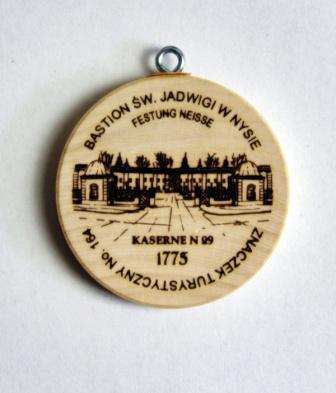 BASTION ŚW. JADWIGI W NYSIE
FESTUNG NEISSE
KASERNE N 29
1775
ZNACZEK TURYSTYCZNY No. 164